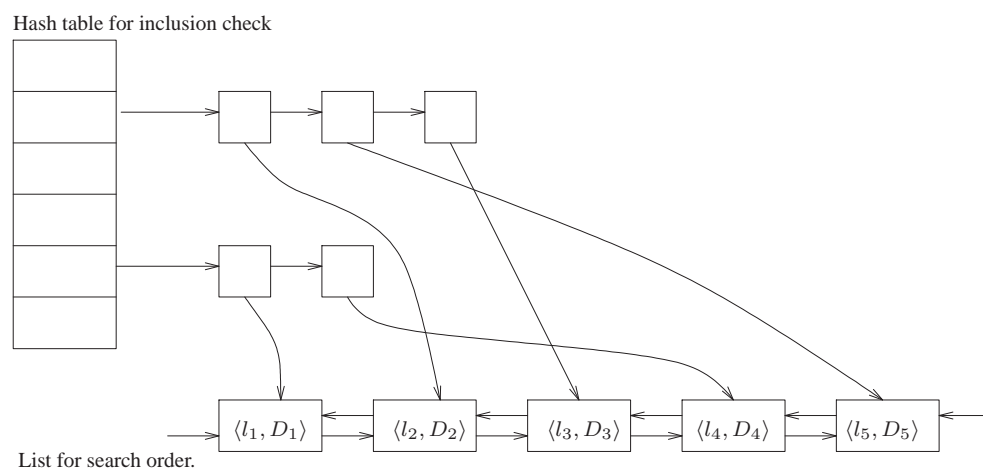 Hash table for inclusion check
⟨l₁, D₁⟩ ⟨l₂, D₂⟩ ⟨l₃, D₃⟩ ⟨l₄, D₄⟩ ⟨l₅, D₅⟩
List for search order.